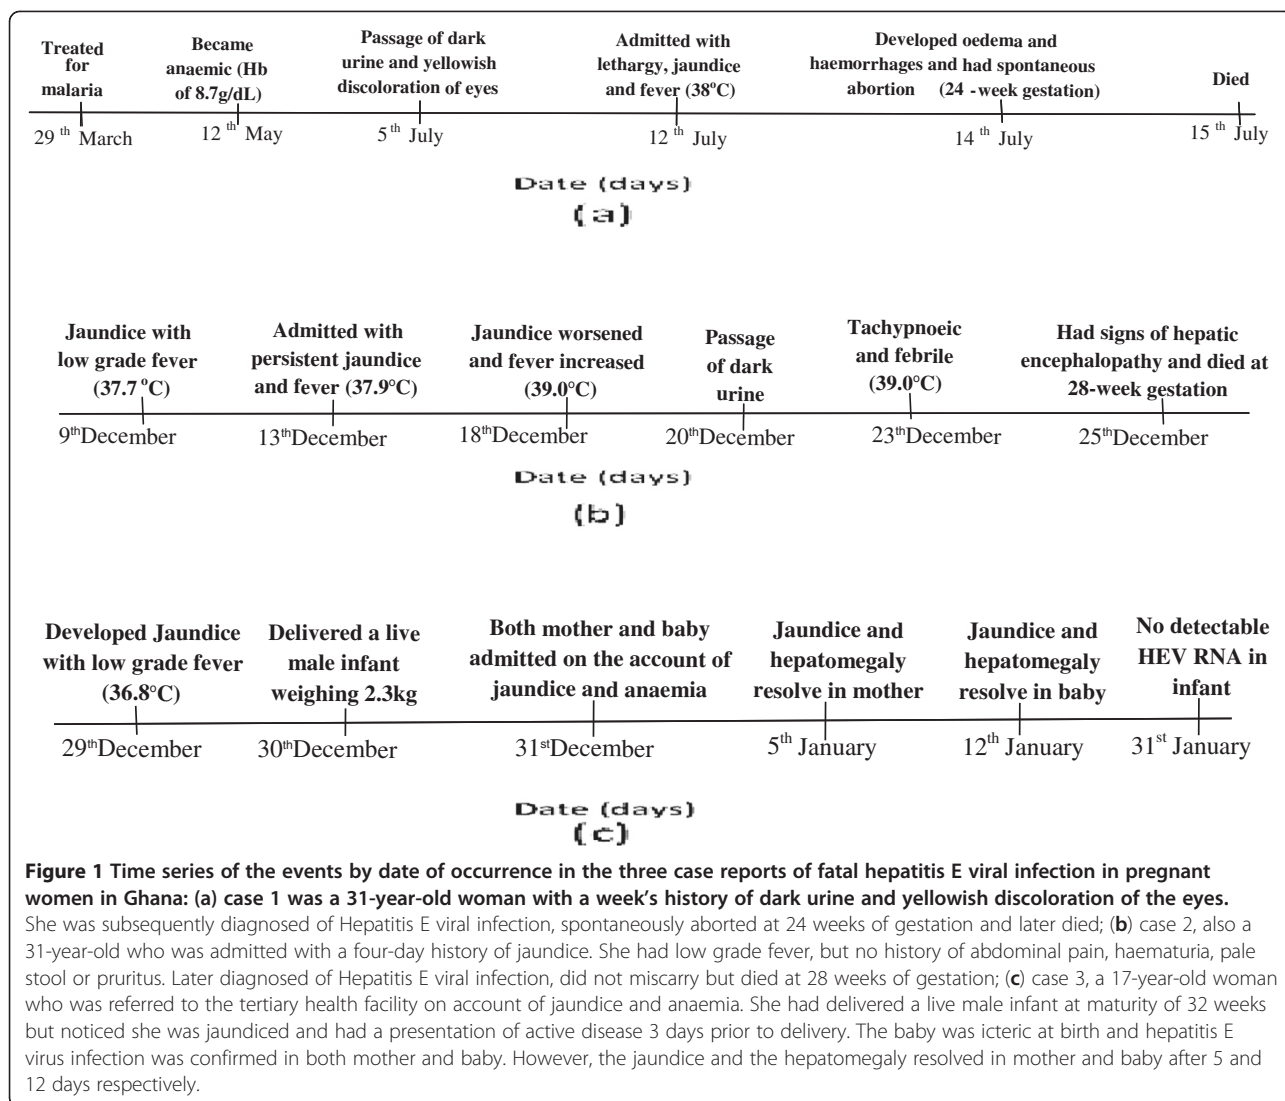 Treated for malaria
Became anaemic (Hb of 8.7g/dL)
Passage of dark urine and yellowish discoloration of eyes
Admitted with lethargy, jaundice and fever (38°C)
Developed oedema and haemorrhages and had spontaneous abortion (24 -week gestation)
Died
29 th March
12 th May
5 th July
12 th July
14 th July
15 th July
Date (days)
(a)
Jaundice with low grade fever (37.7 °C)
Admitted with persistent jaundice and fever (37.9°C)
Jaundice worsened and fever increased (39.0°C)
Passage of dark urine
Tachypnoeic and febrile (39.0°C)
Had signs of hepatic encephalopathy and died at 28-week gestation
9thDecember
13thDecember
18thDecember
20thDecember
23thDecember
25thDecember
Date (days)
(b)
Developed Jaundice with low grade fever (36.8°C)
Delivered a live male infant weighing 2.3kg
Both mother and baby admitted on the account of jaundice and anaemia
Jaundice and hepatomegaly resolve in mother
Jaundice and hepatomegaly resolve in baby
No detectable HEV RNA in infant
29thDecember
30thDecember
31stDecember
5th January
12th January
31st January
Date (days)
(c)
Figure 1 Time series of the events by date of occurrence in the three case reports of fatal hepatitis E viral infection in pregnant
women in Ghana: (a) case 1 was a 31-year-old woman with a week's history of dark urine and yellowish discoloration of the eyes.
She was subsequently diagnosed of Hepatitis E viral infection, spontaneously aborted at 24 weeks of gestation and later died; (b) case 2, also a
31-year-old who was admitted with a four-day history of jaundice. She had low grade fever, but no history of abdominal pain, haematuria, pale
stool or pruritus. Later diagnosed of Hepatitis E viral infection, did not miscarry but died at 28 weeks of gestation; (c) case 3, a 17-year-old woman
who was referred to the tertiary health facility on account of jaundice and anaemia. She had delivered a live male infant at maturity of 32 weeks
but noticed she was jaundiced and had a presentation of active disease 3 days prior to delivery. The baby was icteric at birth and hepatitis E
virus infection was confirmed in both mother and baby. However, the jaundice and the hepatomegaly resolved in mother and baby after 5 and
12 days respectively.